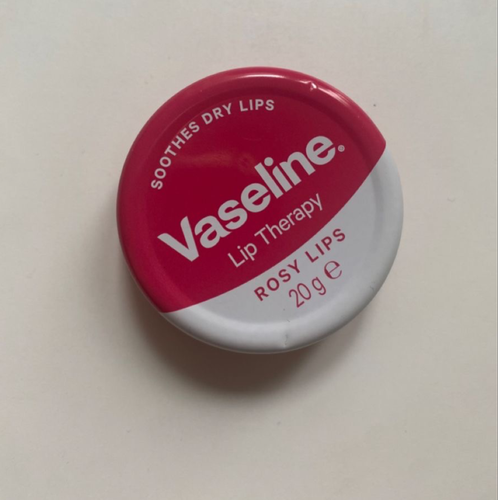 SOOTHES DRY LIPS
Vaseline.
Lip Therapy
ROSY LIPS
20 g ℮